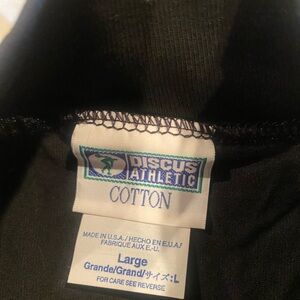 DISCUS
ATHLETIC
COTTON
MADE IN U.S.A./ HECHO EN E.U.A/
FABRIQUE AUX E.-U.
Large
Grande/Grand/サイズ:L
FOR CARE SEE REVERSE